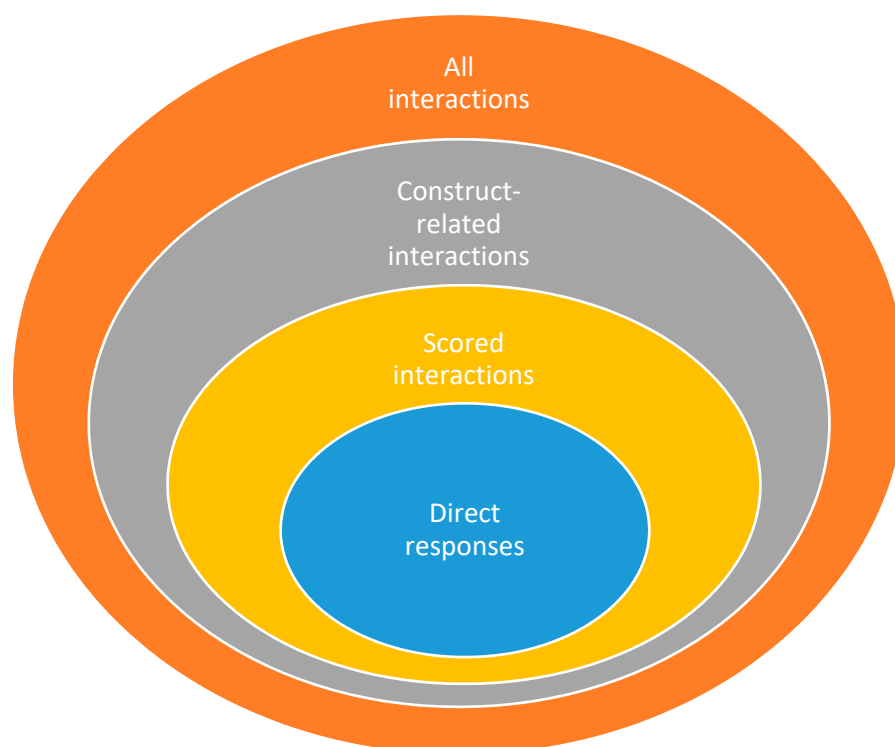 All
interactions
Construct-
related
interactions
Scored
interactions
Direct
responses